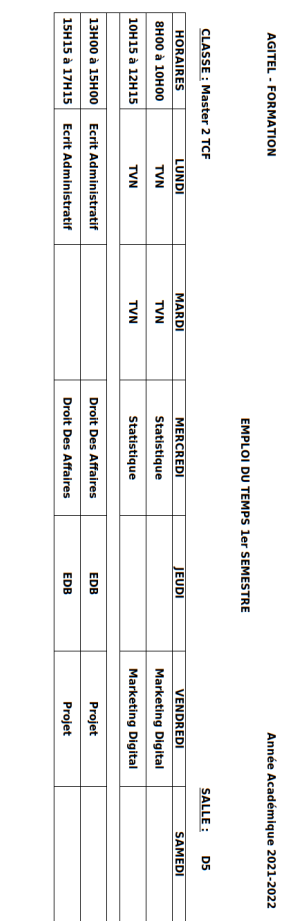 AGITEL - FORMATION Année Académique 2021-2022
EMPLOI DU TEMPS 1er SEMESTRE
CLASSE : Master 2 TCF SALLE : D5
HORAIRES LUNDI MARDI MERCREDI JEUDI VENDREDI SAMEDI
8H00 à 10H00 TVN TVN Statistique Marketing Digital
10H15 à 12H15 TVN TVN Statistique Marketing Digital
13H00 à 15H00 Ecrit Administratif Droit Des Affaires EDB Projet
15H15 à 17H15 Ecrit Administratif Droit Des Affaires EDB Projet